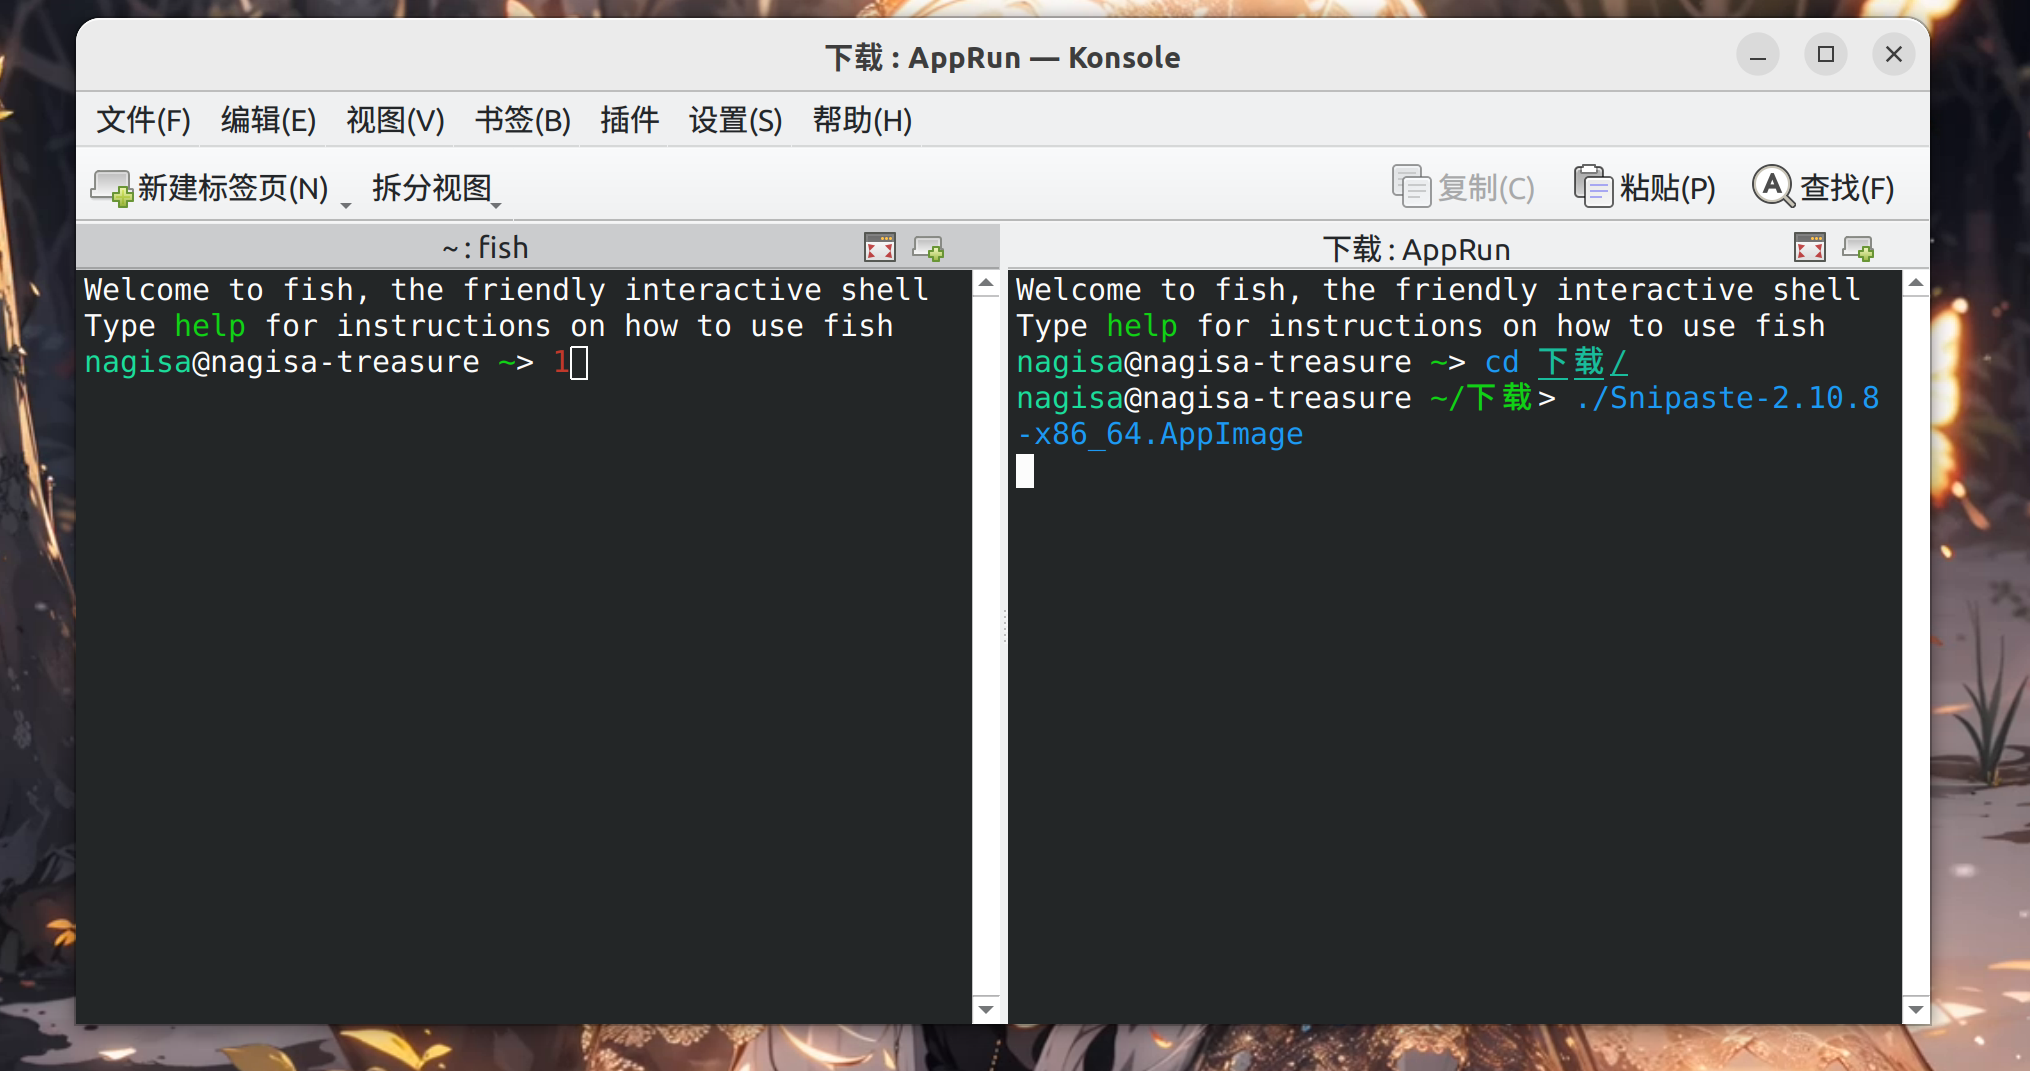 下载 : AppRun — Konsole
文件(F) 编辑(E) 视图(V) 书签(B) 插件 设置(S) 帮助(H)
新建标签页(N) 拆分视图 复制(C) 粘贴(P) 查找(F)
~ : fish
Welcome to fish, the friendly interactive shell
Type help for instructions on how to use fish
nagisa@nagisa-treasure ~> 1
下载 : AppRun
Welcome to fish, the friendly interactive shell
Type help for instructions on how to use fish
nagisa@nagisa-treasure ~> cd 下载/
nagisa@nagisa-treasure ~/下载> ./Snipaste-2.10.8
-x86_64.AppImage